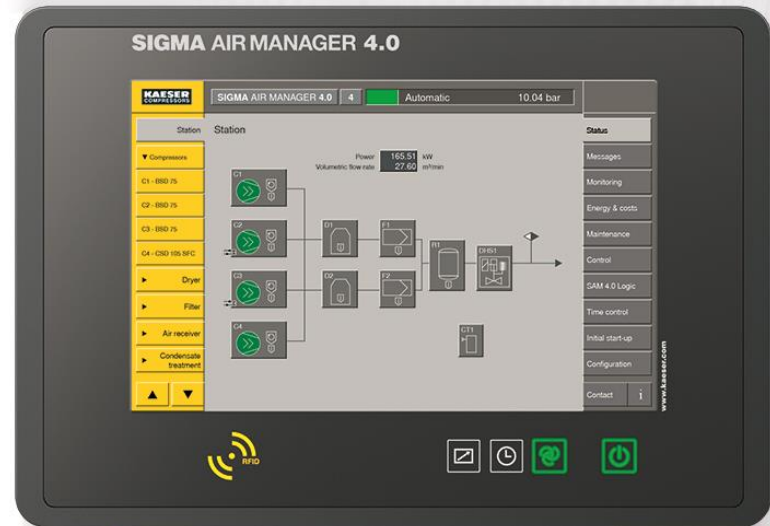 SIGMA AIR MANAGER 4.0
KAESER
COMPRESSORS
SIGMA AIR MANAGER 4.0 4 Automatic 10.04 bar
Station
▼ Compressors
C1 - BSD 75
C2 - BSD 75
C3 - BSD 75
C4 - CSD 105 SFC
► Dryer
► Filter
► Air receiver
► Condensate
treatment
▲ ▼
Station
Power 165.51 kW
Volumetric flow rate 27.60 m³/min
C1
C2
D1
F1
R1
DHS1
C3
D2
F2
C4
CT1
Status
Messages
Monitoring
Energy & costs
Maintenance
Control
SAM 4.0 Logic
Time control
Initial start-up
Configuration
Contact i
www.kaeser.com
RFID